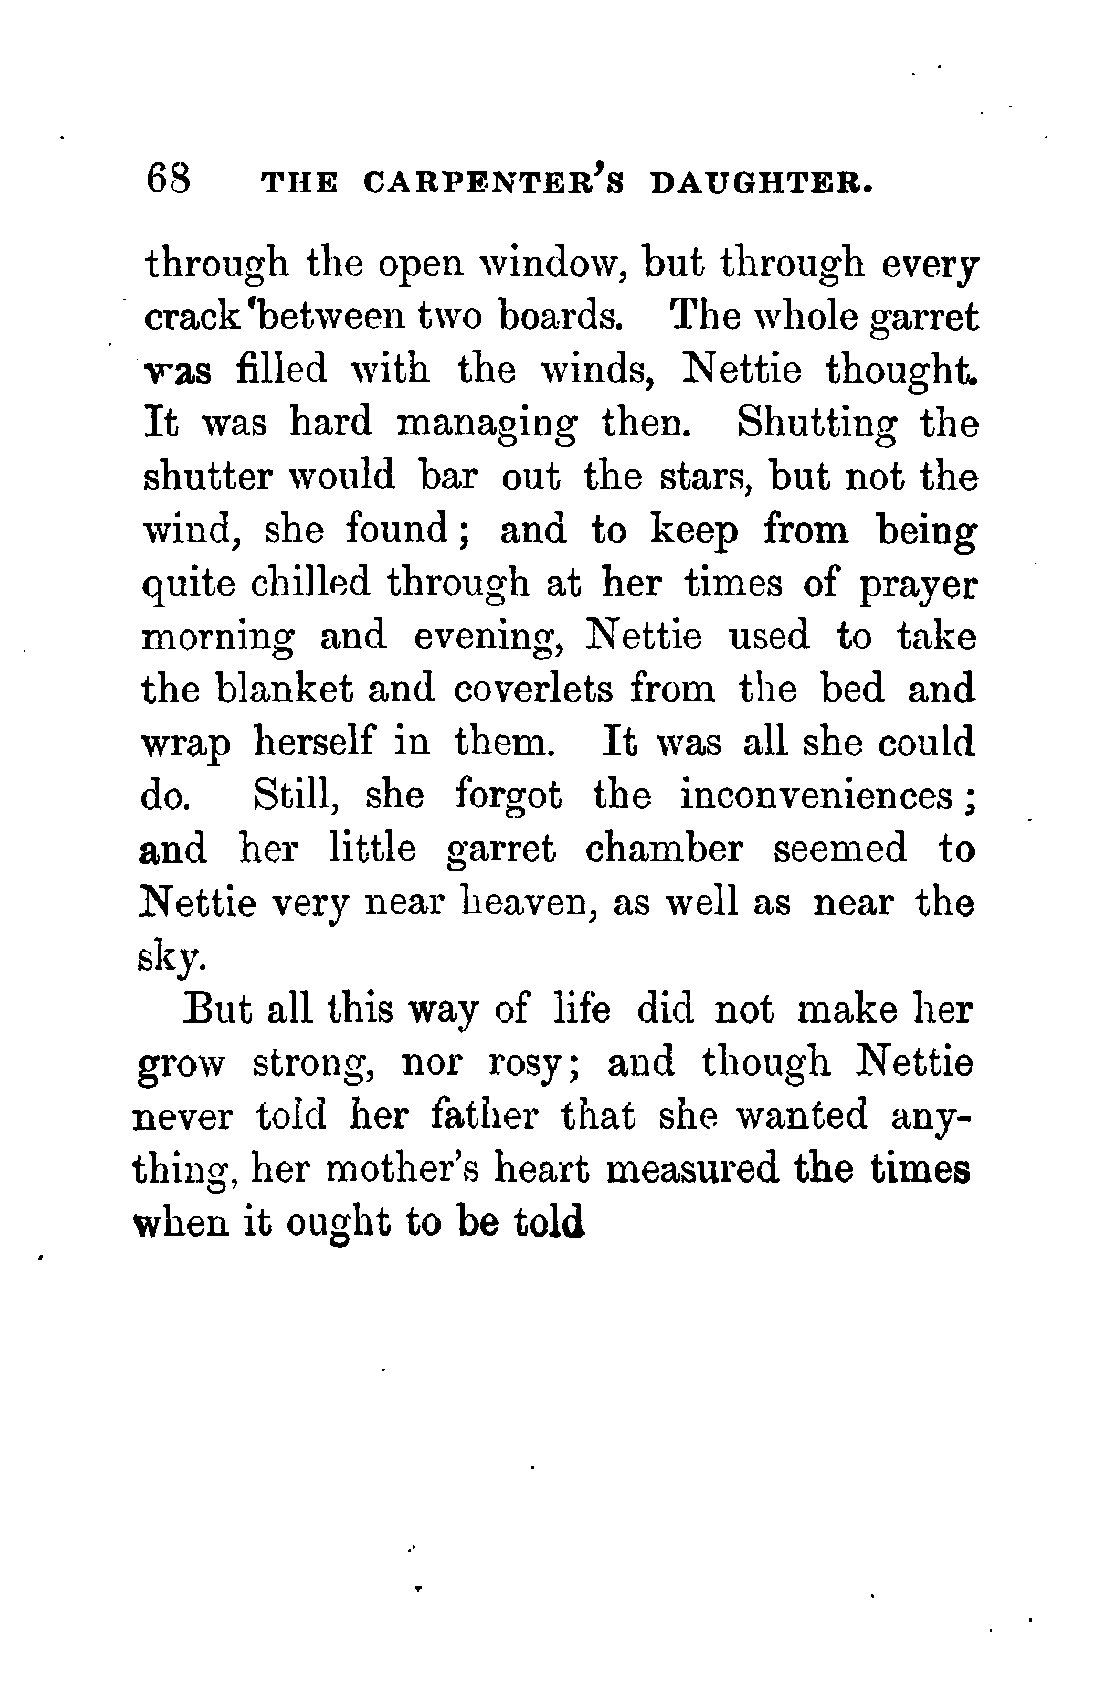 68 THE CARPENTER'S DAUGHTER.
through the open window, but through every
crack between two boards. The whole garret
was filled with the winds, Nettie thought.
It was hard managing then. Shutting the
shutter would bar out the stars, but not the
wind, she found; and to keep from being
quite chilled through at her times of prayer
morning and evening, Nettie used to take
the blanket and coverlets from the bed and
wrap herself in them. It was all she could
do. Still, she forgot the inconveniences;
and her little garret chamber seemed to
Nettie very near heaven, as well as near the
sky.
But all this way of life did not make her
grow strong, nor rosy; and though Nettie
never told her father that she wanted any-
thing, her mother's heart measured the times
when it ought to be told